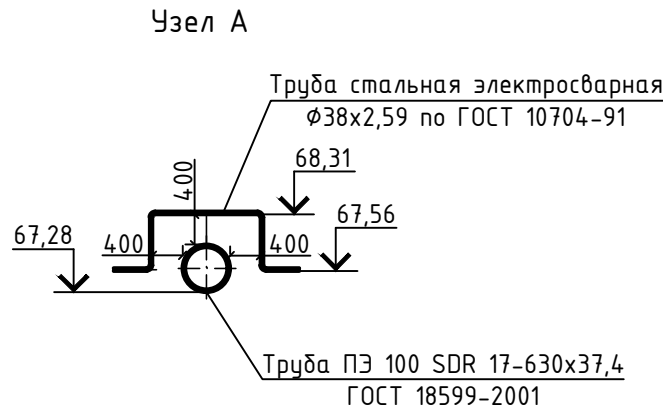 Узел А
Труба стальная электросварная
Ф38х2,59 по ГОСТ 10704-91
400
68,31
67,56
67,28
400
400
Труба ПЭ 100 SDR 17-630х37,4
ГОСТ 18599-2001